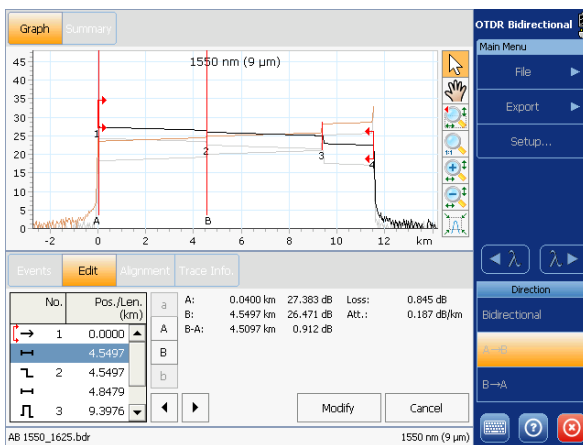 Graph Summary
OTDR Bidirectional
Main Menu
File
Export
Setup...
1550 nm (9 µm)
45
40
35
30
25
20
15
10
5
0
1
2
3
4
A
B
-2 0 2 4 6 8 10 12 km
1:1
λ λ
Direction
Bidirectional
A→B
B→A
Events Edit Alignment Trace Info.
No. Pos./Len.
(km)
1 0.0000
4.5497
2 4.5497
4.8479
3 9.3976
a
A
B
b
A: 0.0400 km 27.383 dB Loss: 0.845 dB
B: 4.5497 km 26.471 dB Att.: 0.187 dB/km
B-A: 4.5097 km 0.912 dB
Modify Cancel
AB 1550_1625.bdr 1550 nm (9 µm)